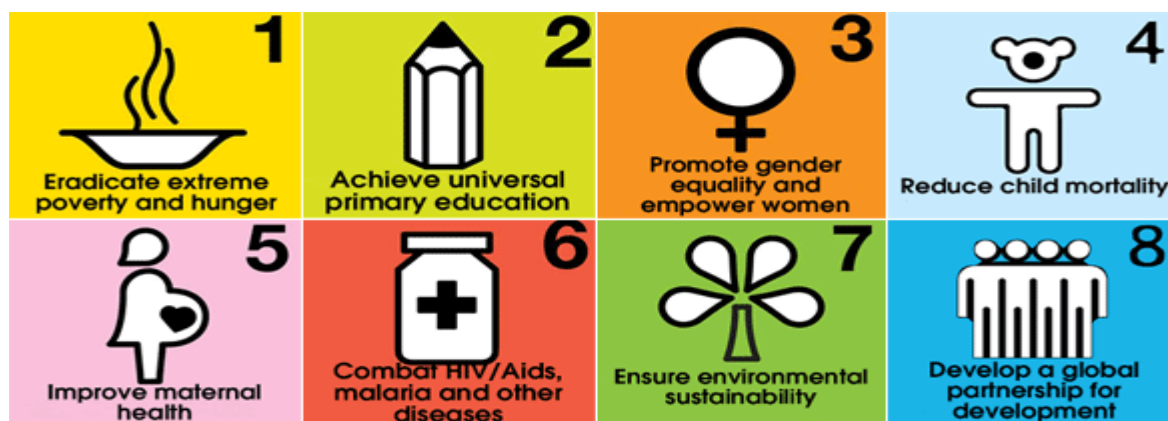 1
Eradicate extreme
poverty and hunger
2
Achieve universal
primary education
3
Promote gender
equality and
empower women
4
Reduce child mortality
5
Improve maternal
health
6
Combat HIV/Aids,
malaria and other
diseases
7
Ensure environmental
sustainability
8
Develop a global
partnership for
development